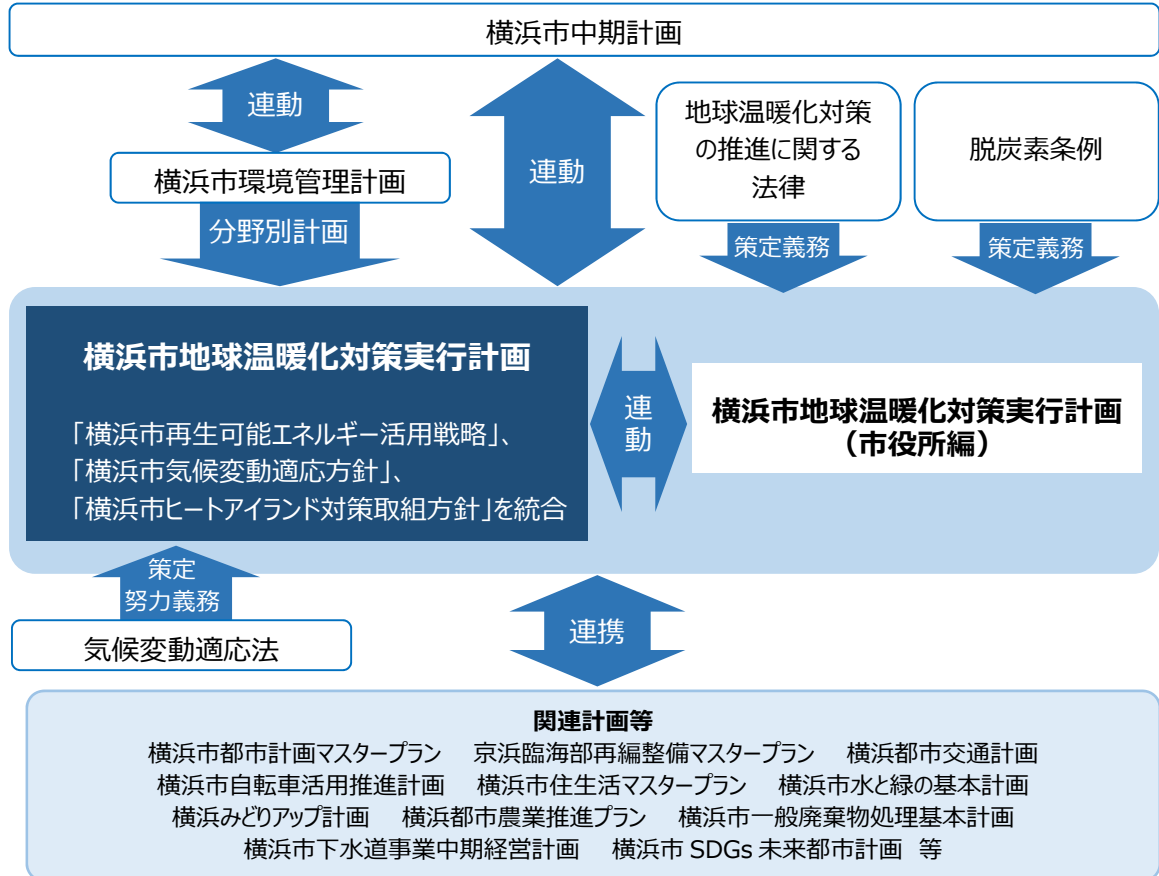 横浜市中期計画
連動
連動
地球温暖化対策
の推進に関する
法律
脱炭素条例
横浜市環境管理計画
分野別計画
策定義務
策定義務
横浜市地球温暖化対策実行計画
「横浜市再生可能エネルギー活用戦略」、
「横浜市気候変動適応方針」、
「横浜市ヒートアイランド対策取組方針」を統合
連
動
横浜市地球温暖化対策実行計画
（市役所編）
策定
努力義務
気候変動適応法
連携
関連計画等
横浜市都市計画マスタープラン　京浜臨海部再編整備マスタープラン　横浜都市交通計画
横浜市自転車活用推進計画　横浜市住生活マスタープラン　横浜市水と緑の基本計画
横浜みどりアップ計画　横浜都市農業推進プラン　横浜市一般廃棄物処理基本計画
横浜市下水道事業中期経営計画　横浜市 SDGs 未来都市計画 等